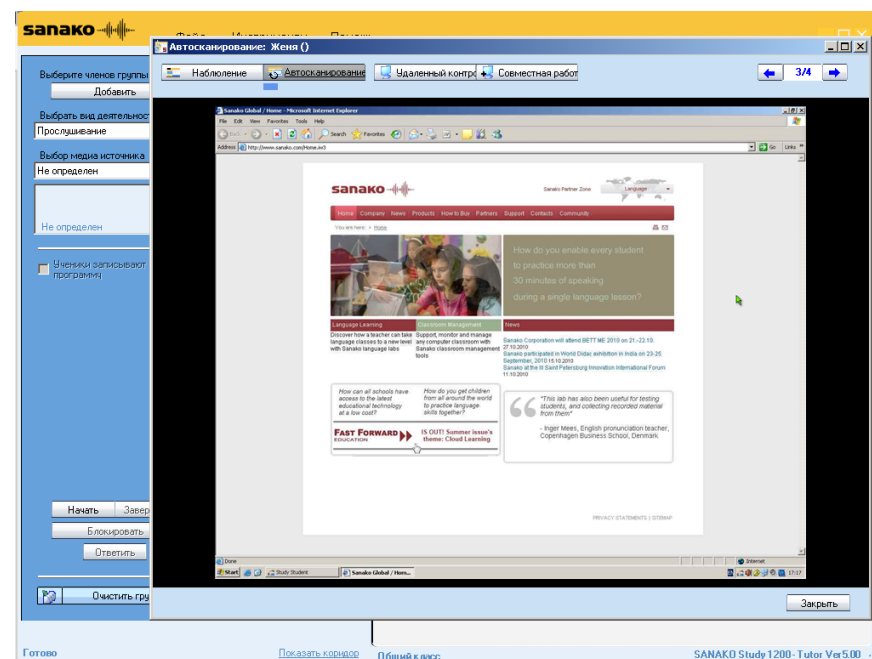 sanako
Автосканирование: Женя ()
Наблюление
Автосканирование
Удаленный контро
Совместная работ
3/4
Выберите членов группы
Добавить
Выбрать вид деятельнос
Прослушивание
Выбор медиа источника
Не определен
Не определен
Ученики записывают
программу
Начать
Завер
Блокировать
Ответить
Очистить гру
Sanako Global / Home - Microsoft Internet Explorer
File Edit View Favorites Tools Help
Back
Search
Favorites
Address
http://www.sanako.com/Home.iw3
Go
Links
sanako
Sanako Partner Zone
Language
Home Company News Products How to Buy Partners Support Contacts Community
You are here: > Home
How do you enable every student
to practice more than
30 minutes of speaking
during a single language lesson?
Language Learning
Discover how a teacher can take
language classes to a new level
with Sanako language labs
Classroom Management
Support, monitor and manage
any computer classroom with
Sanako classroom management
tools
News
Sanako Corporation will attend BETT ME 2010 on 21.-22.10.
27.10.2010
Sanako participated in World Didac exhibition in India on 23-25
September, 2010 15.10.2010
Sanako at the III Saint Petersburg Innovation International Forum
11.10.2010
How can all schools have
access to the latest
educational technology
at a low cost?
How do you get children
from all around the world
to practice language
skills together?
FAST FORWARD
EDUCATION
IS OUT! Summer issue's
theme: Cloud Learning
"This lab has also been useful for testing
students, and collecting recorded material
from them"
- Inger Mees, English pronunciation teacher,
Copenhagen Business School, Denmark
PRIVACY STATEMENTS | SITEMAP
Done
Internet
Start
Study Student
Sanako Global / Hom...
17:17
Закрыть
Готово
Показать коридор
Общий класс
SANAKO Study 1200- Tutor Ver5.00